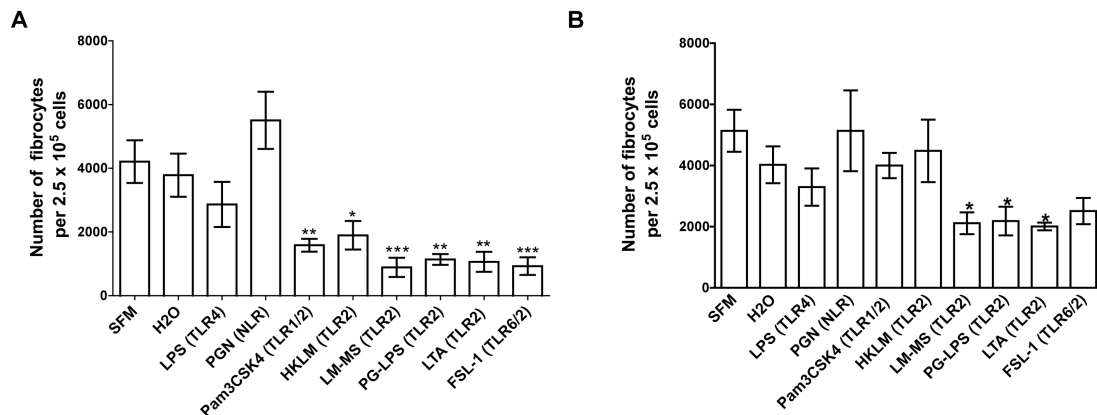 A
Number of fibrocytes
per 2.5 x 10⁵ cells
8000
6000
4000
2000
0
**
*
***
**
**
***
SFM
H2O
LPS (TLR4)
PGN (NLR)
Pam3CSK4 (TLR1/2)
HKLM (TLR2)
LM-MS (TLR2)
PG-LPS (TLR2)
LTA (TLR2)
FSL-1 (TLR6/2)
B
Number of fibrocytes
per 2.5 x 10⁵ cells
8000
6000
4000
2000
0
*
*
*
SFM
H2O
LPS (TLR4)
PGN (NLR)
Pam3CSK4 (TLR1/2)
HKLM (TLR2)
LM-MS (TLR2)
PG-LPS (TLR2)
LTA (TLR2)
FSL-1 (TLR6/2)